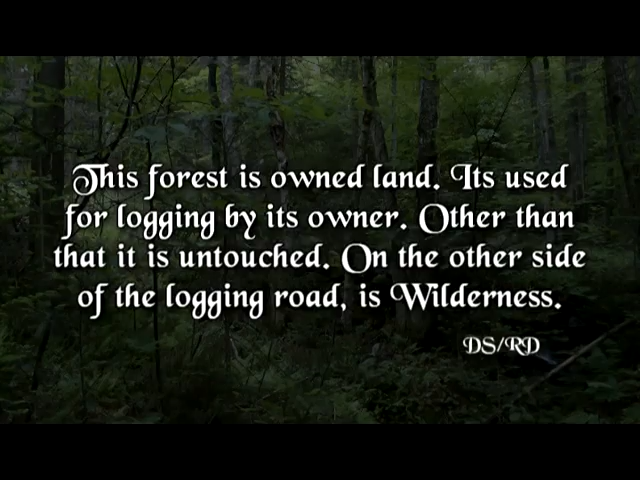 This forest is owned land. Its used
for logging by its owner. Other than
that it is untouched. On the other side
of the logging road, is Wilderness.
DS/RD